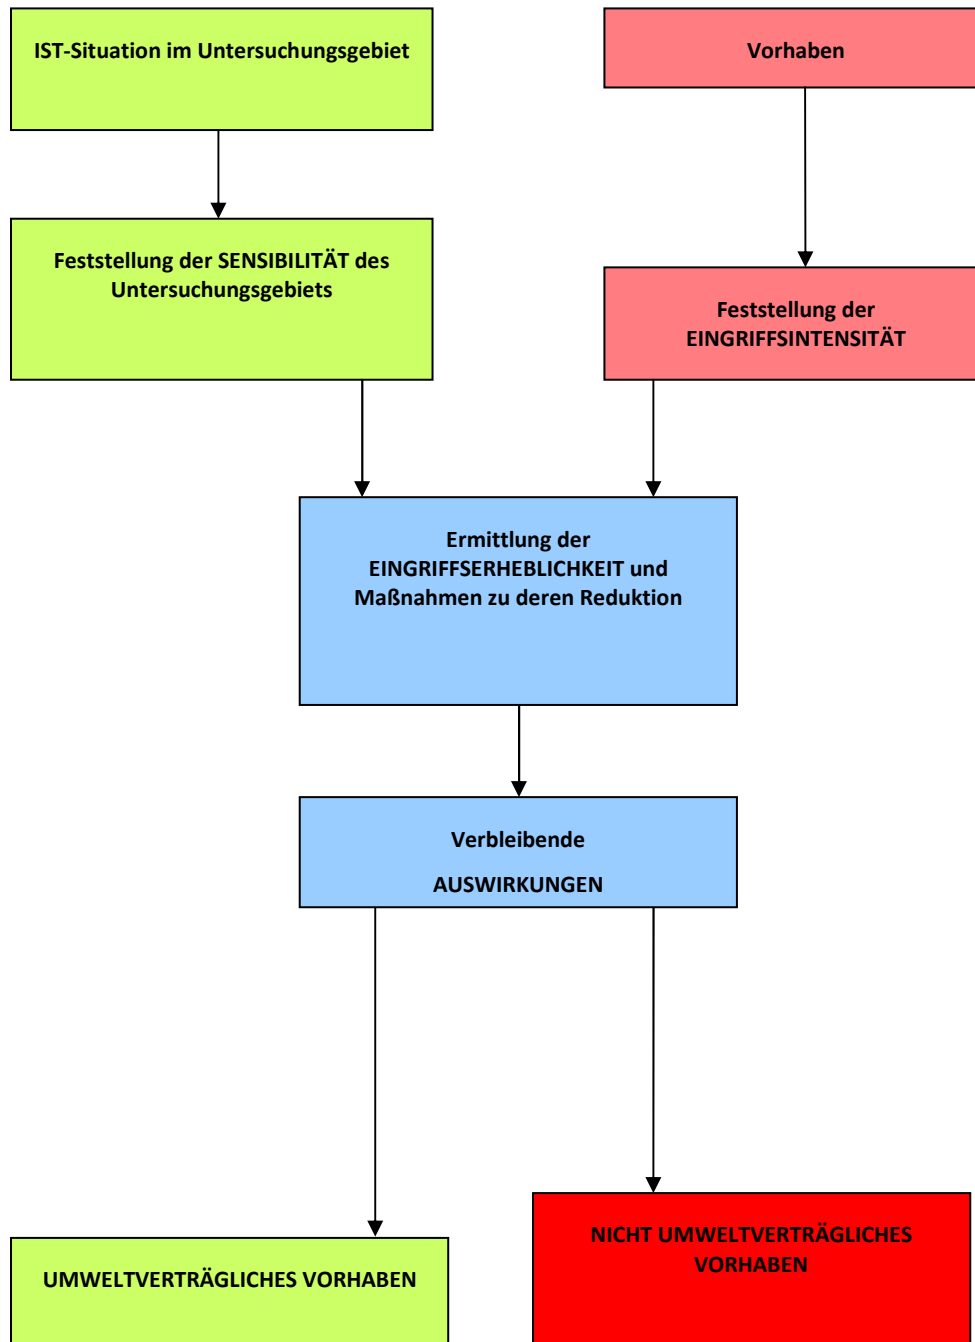 IST-Situation im Untersuchungsgebiet
Vorhaben
Feststellung der SENSIBILITÄT des
Untersuchungsgebiets
Feststellung der
EINGRIFFSINTENSITÄT
Ermittlung der
EINGRIFFSERHEBLICHKEIT und
Maßnahmen zu deren Reduktion
Verbleibende
AUSWIRKUNGEN
UMWELTVERTRÄGLICHES VORHABEN
NICHT UMWELTVERTRÄGLICHES
VORHABEN